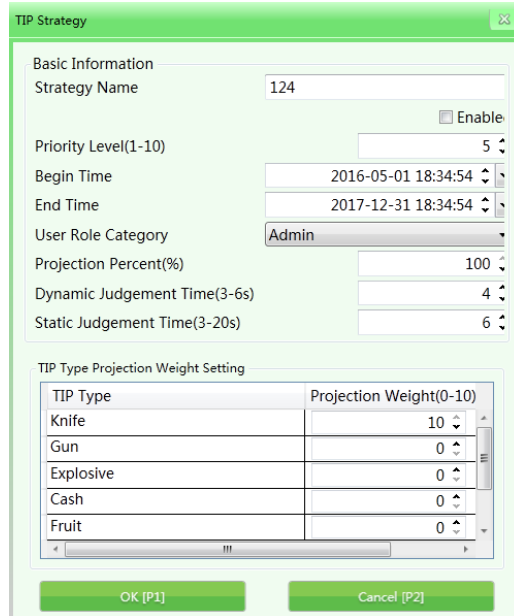 TIP Strategy
Basic Information
Strategy Name 124
Enable
Priority Level(1-10) 5
Begin Time 2016-05-01 18:34:54
End Time 2017-12-31 18:34:54
User Role Category Admin
Projection Percent(%) 100
Dynamic Judgement Time(3-6s) 4
Static Judgement Time(3-20s) 6
TIP Type Projection Weight Setting
TIP Type Projection Weight(0-10)
Knife 10
Gun 0
Explosive 0
Cash 0
Fruit 0
OK [P1] Cancel [P2]